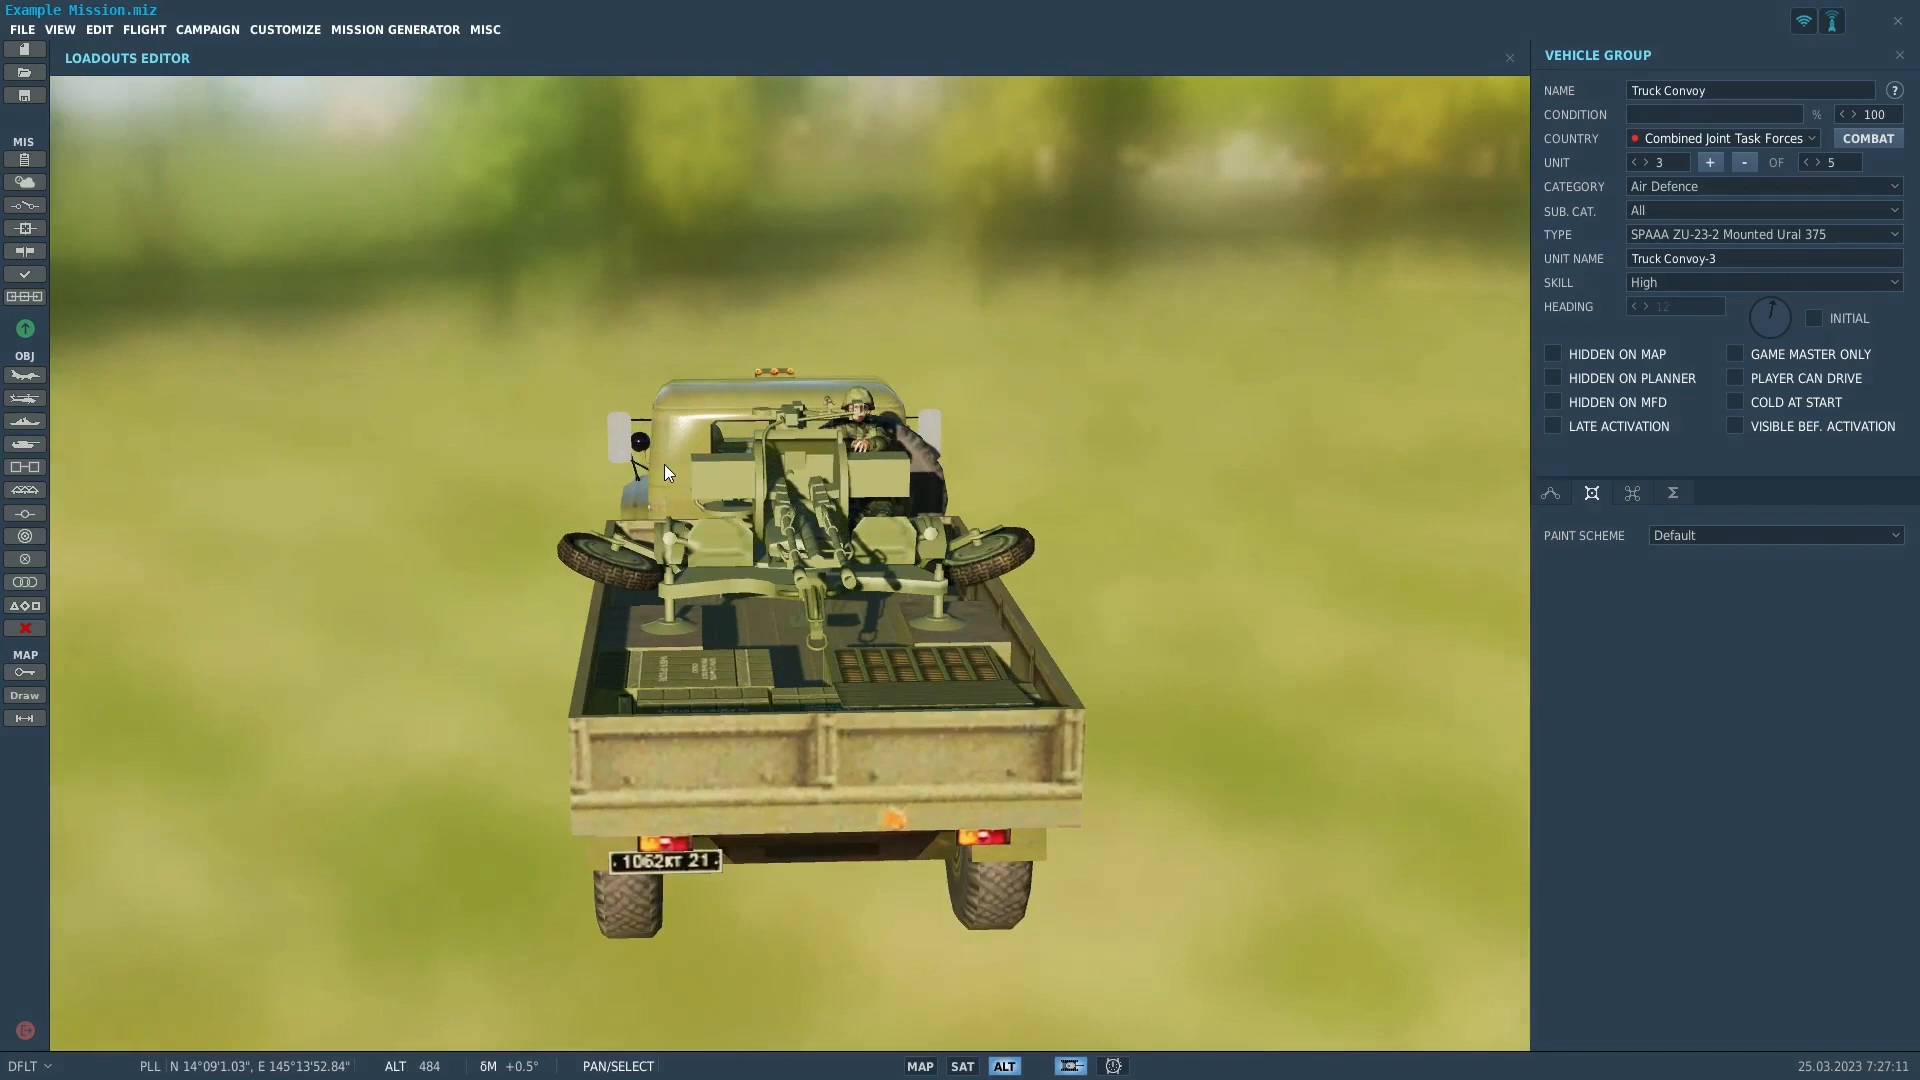 Example Mission.miz
FILE VIEW EDIT FLIGHT CAMPAIGN CUSTOMIZE MISSION GENERATOR MISC
LOADOUTS EDITOR
MIS
OBJ
MAP
Draw
1062КТ 21
VEHICLE GROUP
NAME Truck Convoy ?
CONDITION % < > 100
COUNTRY Combined Joint Task Forces COMBAT
UNIT < > 3 + - OF < > 5
CATEGORY Air Defence
SUB. CAT. All
TYPE SPAAA ZU-23-2 Mounted Ural 375
UNIT NAME Truck Convoy-3
SKILL High
HEADING < > 12 INITIAL
HIDDEN ON MAP GAME MASTER ONLY
HIDDEN ON PLANNER PLAYER CAN DRIVE
HIDDEN ON MFD COLD AT START
LATE ACTIVATION VISIBLE BEF. ACTIVATION
Σ
PAINT SCHEME Default
DFLT PLL N 14°09'1.03", E 145°13'52.84" ALT 484 δM +0.5° PAN/SELECT MAP SAT ALT 25.03.2023 7:27:11